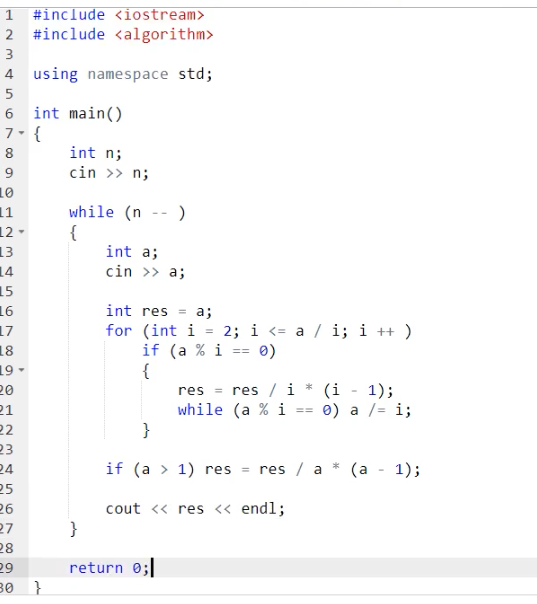 1 #include <iostream>
2 #include <algorithm>
3
4 using namespace std;
5
6 int main()
7 {
8     int n;
9     cin >> n;
10
11     while (n -- )
12     {
13         int a;
14         cin >> a;
15
16         int res = a;
17         for (int i = 2; i <= a / i; i ++ )
18             if (a % i == 0)
19             {
20                 res = res / i * (i - 1);
21                 while (a % i == 0) a /= i;
22             }
23
24         if (a > 1) res = res / a * (a - 1);
25
26         cout << res << endl;
27     }
28
29     return 0;
30 }